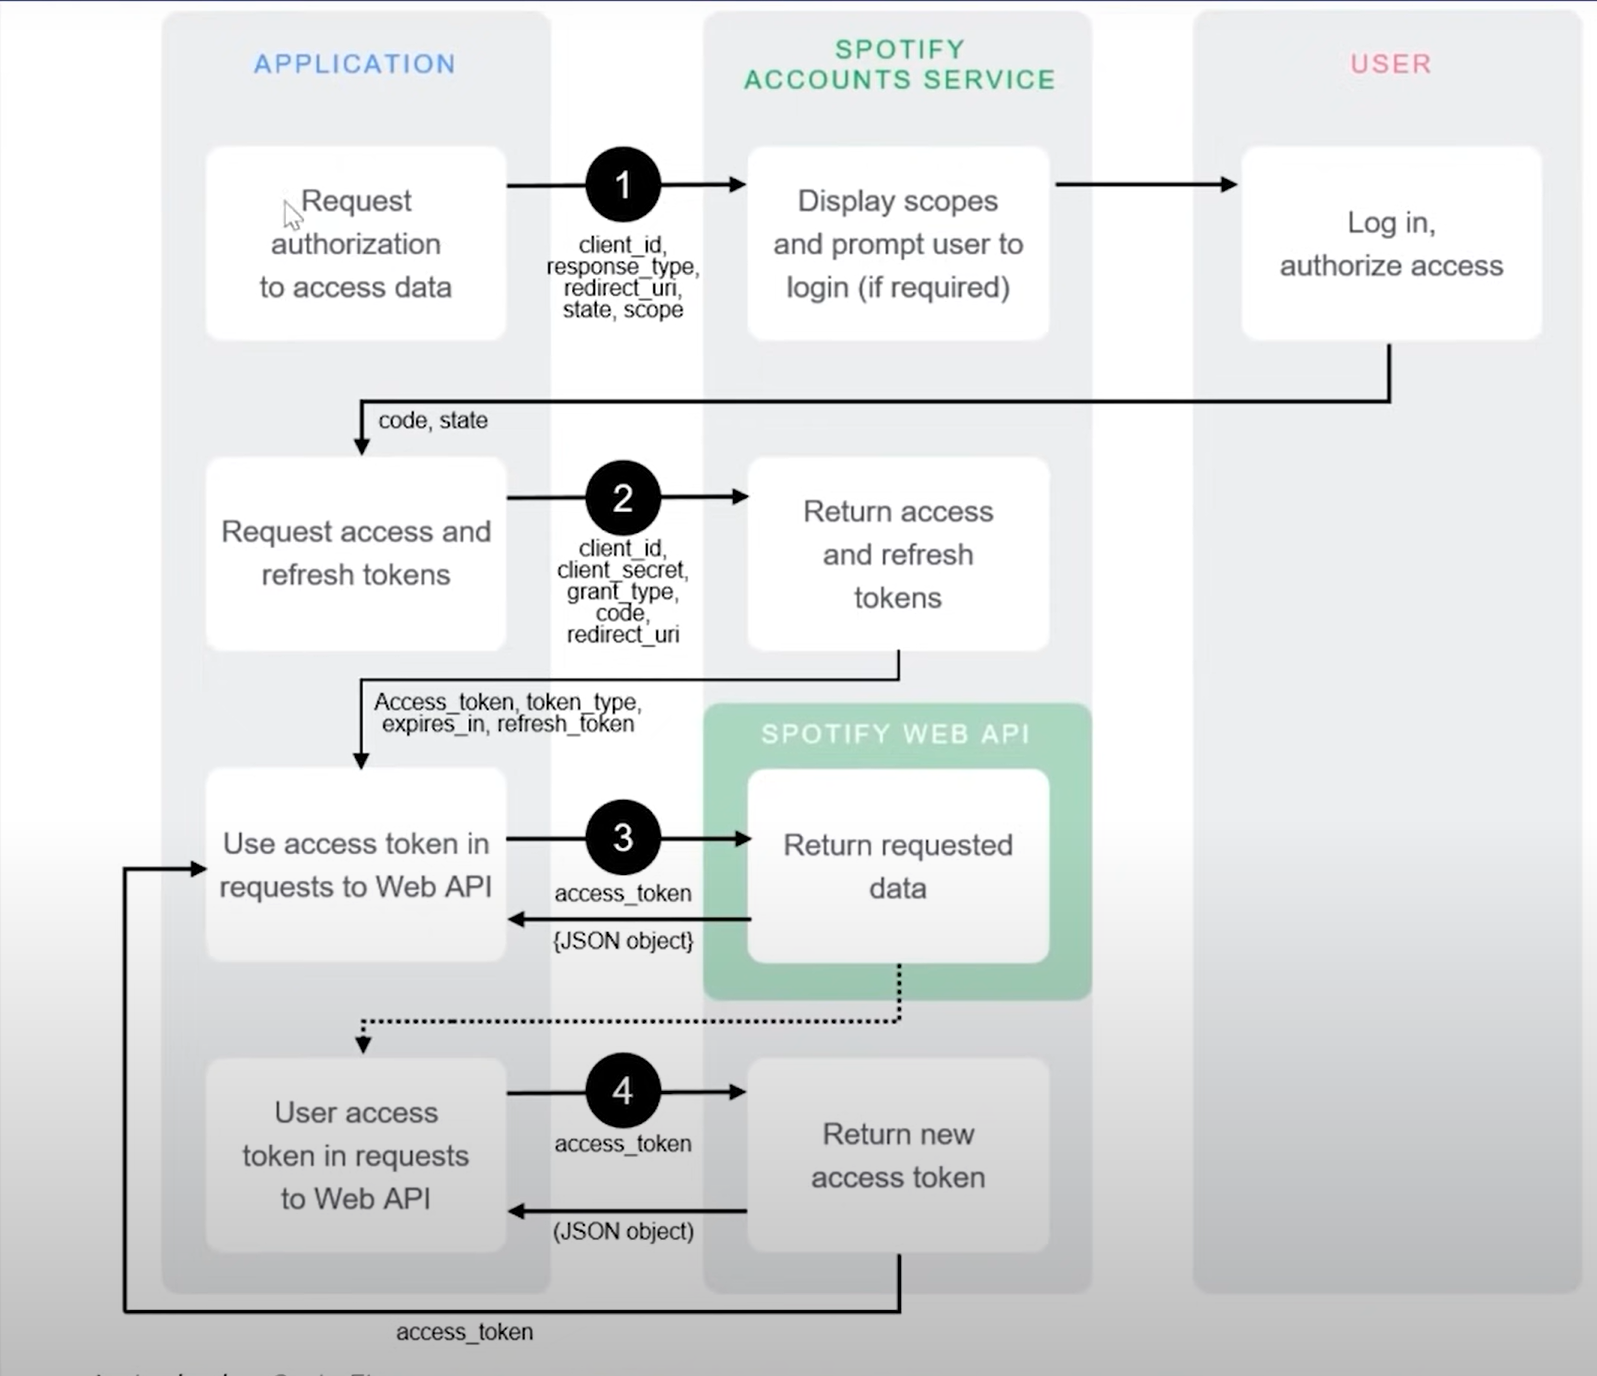 APPLICATION
SPOTIFY
ACCOUNTS SERVICE
USER
Request
authorization
to access data
1
client_id,
response_type,
redirect_uri,
state, scope
Display scopes
and prompt user to
login (if required)
Log in,
authorize access
code, state
Request access and
refresh tokens
2
client_id,
client_secret,
grant_type,
code,
redirect_uri
Return access
and refresh
tokens
Access_token, token_type,
expires_in, refresh_token
SPOTIFY WEB API
Use access token in
requests to Web API
3
access_token
{JSON object}
Return requested
data
User access
token in requests
to Web API
4
access_token
(JSON object)
Return new
access token
access_token